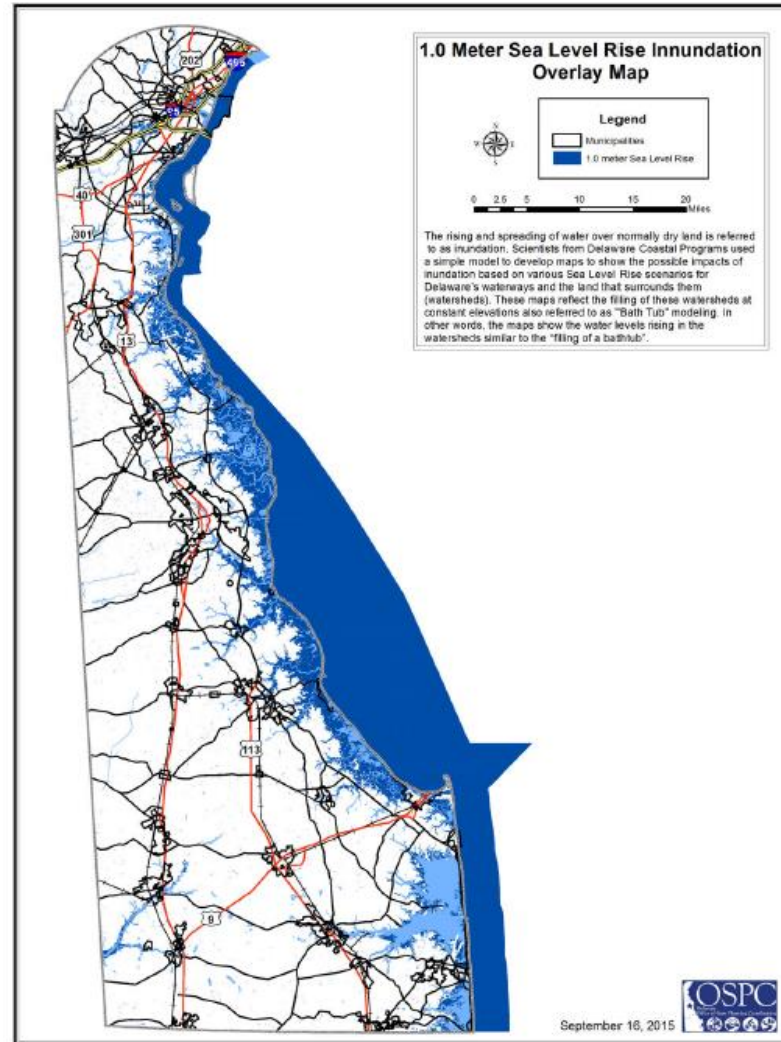 1.0 Meter Sea Level Rise Innundation
Overlay Map
Legend
Municipalities
1.0 meter Sea Level Rise
N
W
E
S
0 2.5 5 10 15 20
Miles
The rising and spreading of water over normally dry land is referred
to as inundation. Scientists from Delaware Coastal Programs used
a simple model to develop maps to show the possible impacts of
inundation based on various Sea Level Rise scenarios for
Delaware's waterways and the land that surrounds them
(watersheds). These maps reflect the filling of these watersheds at
constant elevations also referred to as "Bath Tub" modeling. In
other words, the maps show the water levels rising in the
watersheds similar to the "filling of a bathtub".
202
495
95
40
301
13
113
9
September 16, 2015
OSPC